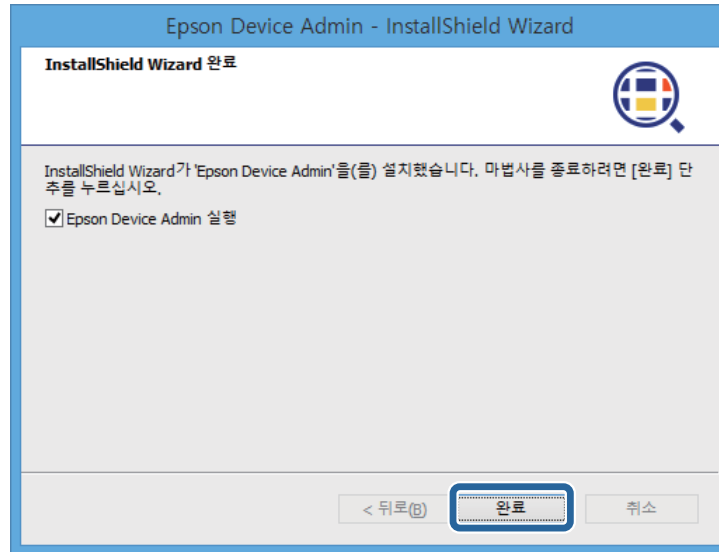 Epson Device Admin - InstallShield Wizard
InstallShield Wizard 완료
InstallShield Wizard가 'Epson Device Admin'을(를) 설치했습니다. 마법사를 종료하려면 [완료] 단
추를 누르십시오.
Epson Device Admin 실행
< 뒤로(B) 완료 취소